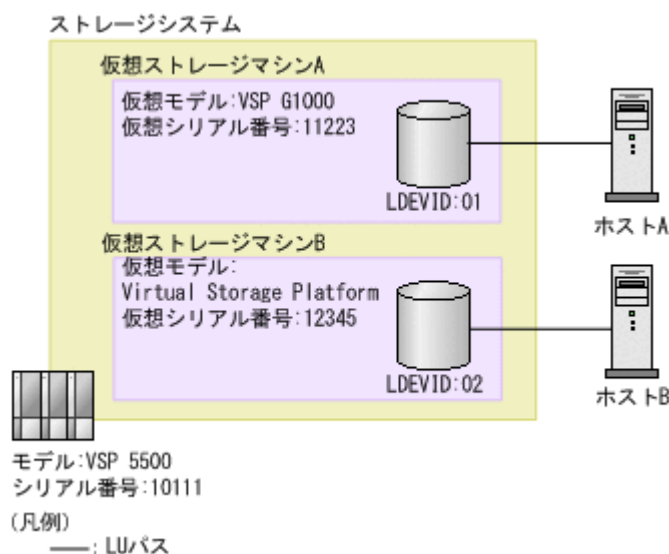 ストレージシステム
仮想ストレージマシンA
仮想モデル:VSP G1000
仮想シリアル番号:11223
LDEVID:01
ホストA
仮想ストレージマシンB
仮想モデル:
Virtual Storage Platform
仮想シリアル番号:12345
LDEVID:02
ホストB
モデル:VSP 5500
シリアル番号:10111
(凡例)
: LUパス